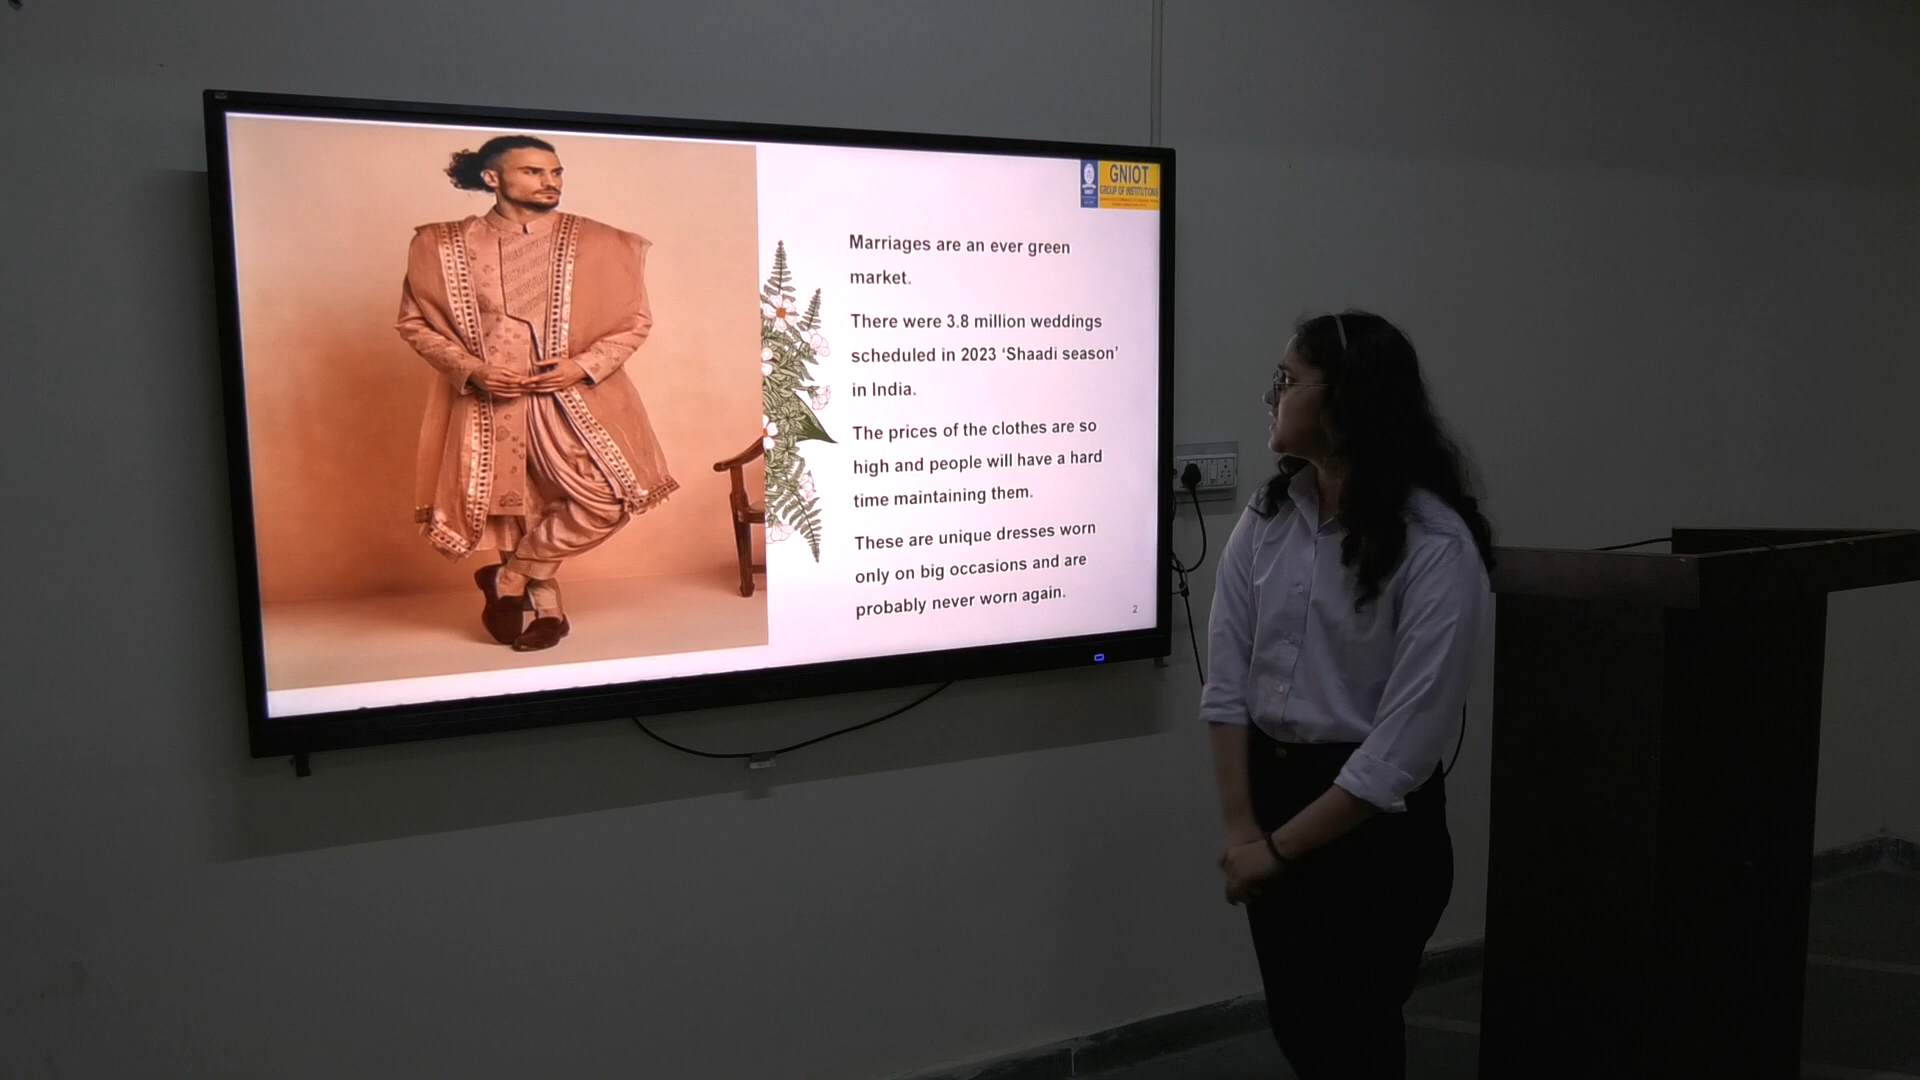 GNIOT
GROUP OF INSTITUTIONS
Marriages are an ever green
market.
There were 3.8 million weddings
scheduled in 2023 ‘Shaadi season’
in India.
The prices of the clothes are so
high and people will have a hard
time maintaining them.
These are unique dresses worn
only on big occasions and are
probably never worn again.
2